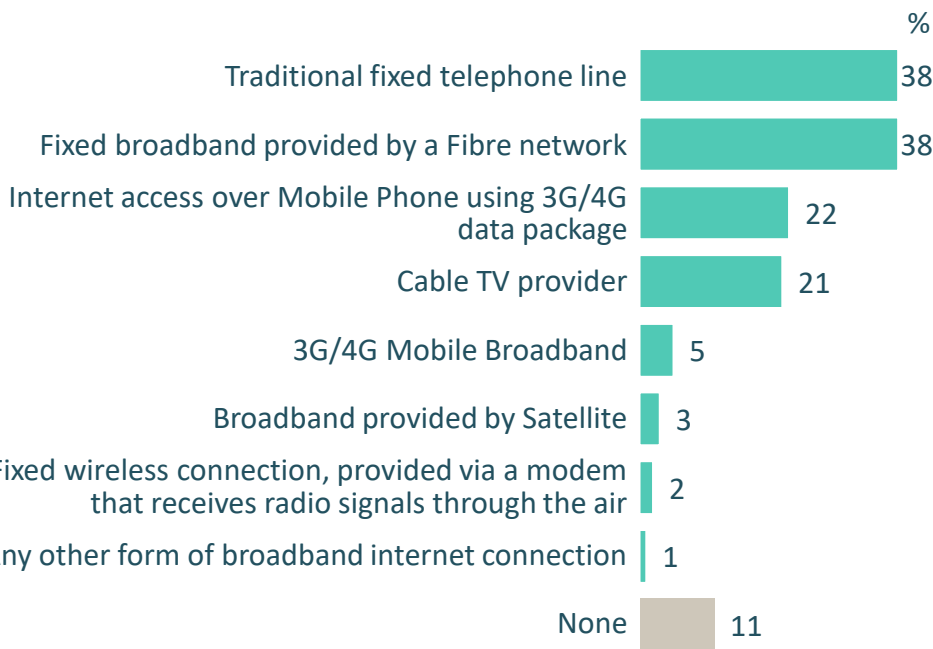 %
Traditional fixed telephone line 38
Fixed broadband provided by a Fibre network 38
Internet access over Mobile Phone using 3G/4G
data package 22
Cable TV provider 21
3G/4G Mobile Broadband 5
Broadband provided by Satellite 3
wireless connection, provided via a modem
that receives radio signals through the air 2
other form of broadband internet connection 1
None 11